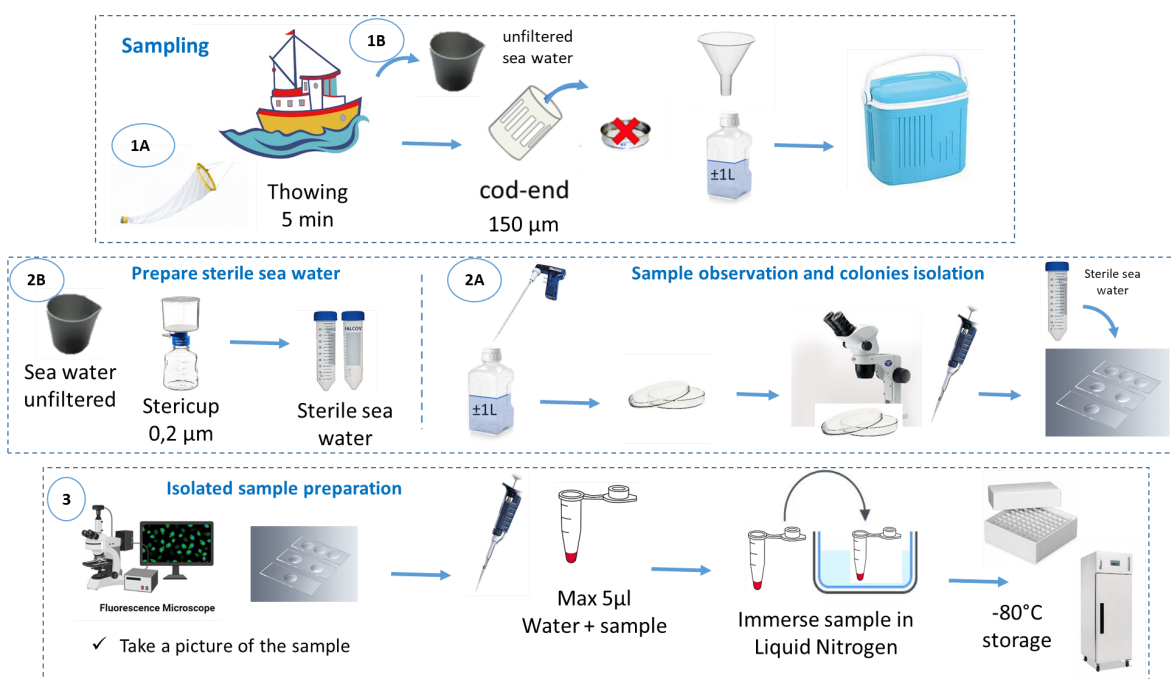 Sampling
1B
unfiltered
sea water
1A
Thowing
5 min
cod-end
150 µm
±1L
2B
Prepare sterile sea water
Sea water
unfiltered
Stericup
0,2 µm
FALCON
Sterile sea
water
2A
Sample observation and colonies isolation
±1L
Sterile sea
water
3
Isolated sample preparation
Fluorescence Microscope
✓ Take a picture of the sample
Max 5µl
Water + sample
Immerse sample in
Liquid Nitrogen
-80°C
storage